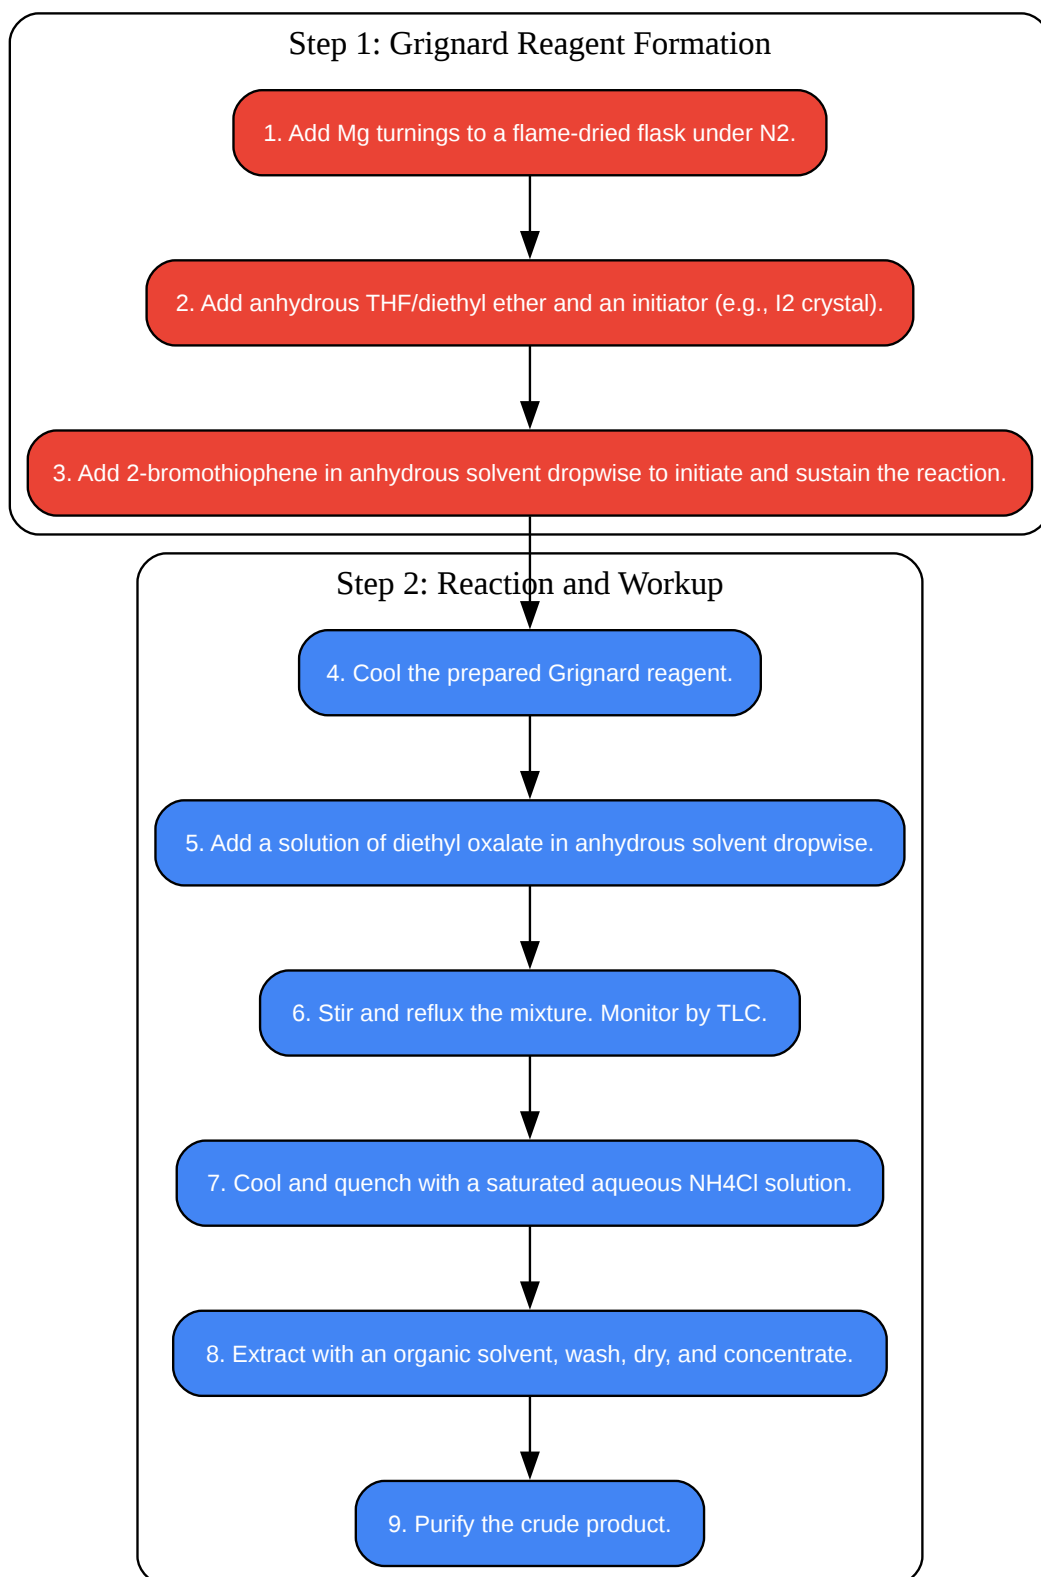 Step 1: Grignard Reagent Formation
1. Add Mg turnings to a flame-dried flask under N2.
2. Add anhydrous THF/diethyl ether and an initiator (e.g., I2 crystal).
3. Add 2-bromothiophene in anhydrous solvent dropwise to initiate and sustain the reaction.
Step 2: Reaction and Workup
4. Cool the prepared Grignard reagent.
5. Add a solution of diethyl oxalate in anhydrous solvent dropwise.
6. Stir and reflux the mixture. Monitor by TLC.
7. Cool and quench with a saturated aqueous NH4Cl solution.
8. Extract with an organic solvent, wash, dry, and concentrate.
9. Purify the crude product.